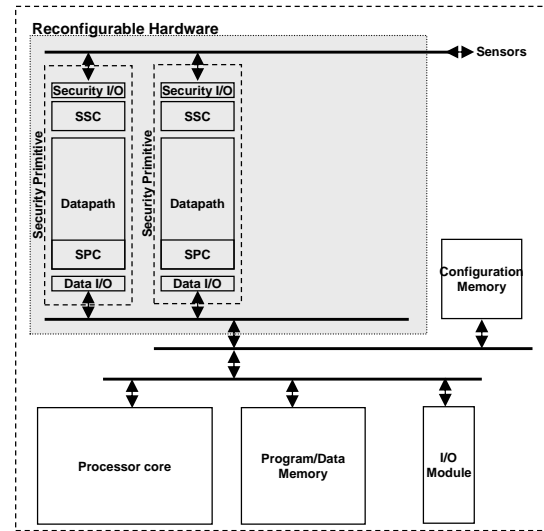 Reconfigurable Hardware
Sensors
Security Primitive
Security I/O
SSC
Datapath
SPC
Data I/O
Security Primitive
Security I/O
SSC
Datapath
SPC
Data I/O
Configuration
Memory
Processor core
Program/Data
Memory
I/O
Module